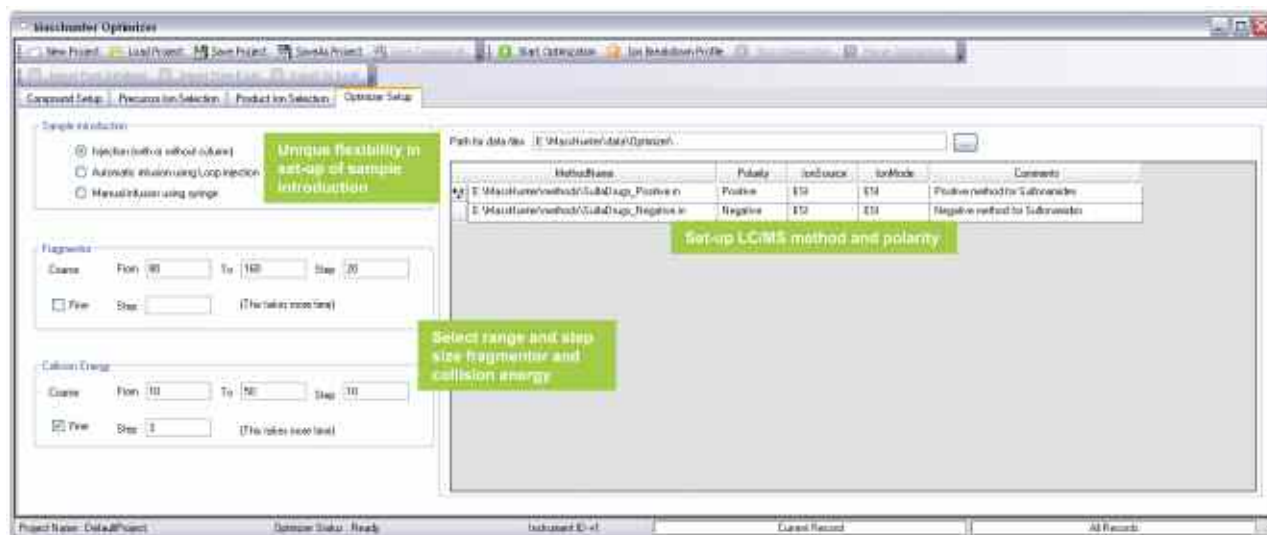 MassHunter Optimizer
New Project Load Project Save Project SaveAs Project Start Optimization Ion Breakdown Profile
Compound Setup Precursor Ion Selection Product Ion Selection Optimizer Setup
Sample introduction
Injection (with or without column)
Automatic infusion using Loop Injection
Manual infusion using syringe
Unique flexibility in
set-up of sample
introduction
Path for data files E:\MassHunter\data\Optimizer\ ...
MethodName Polarity IonSource IonMode Comments
E:\MassHunter\methods\SulfaDrugs_Positive.m Positive ESI ESI Positive method for Sulfonamides
E:\MassHunter\methods\SulfaDrugs_Negative.m Negative ESI ESI Negative method for Sulfonamides
Set-up LC/MS method and polarity
Fragmentor
Coarse From To 160 Step 20
Fine Step (This takes more time)
Select range and step
size fragmentor and
collision energy
Collision Energy
Coarse From 10 To 50 Step 10
Fine Step (This takes more time)
Project Name : DefaultProject Optimizer Status : Ready Instrument ID =1 Current Record All Records